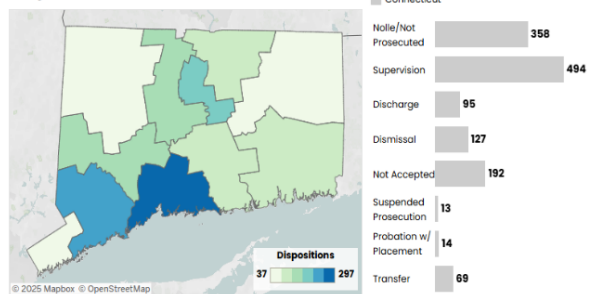 Connecticut
Nolle/Not
Prosecuted
358
Supervision
494
Discharge
95
Dismissal
127
Not Accepted
192
Suspended
Prosecution
13
Probation w/
Placement
14
Transfer
69
Dispositions
37
297
© 2025 Mapbox © OpenStreetMap